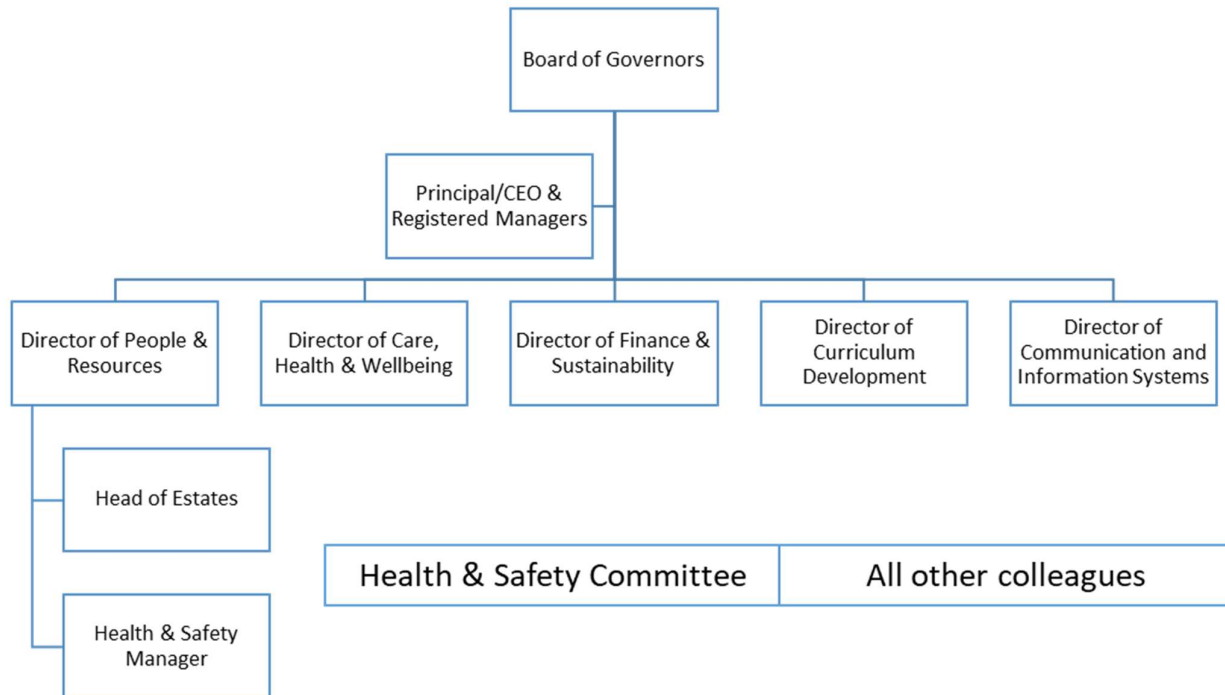 Board of Governors
Principal/CEO &
Registered Managers
Director of People &
Resources
Director of Care,
Health & Wellbeing
Director of Finance &
Sustainability
Director of
Curriculum
Development
Director of
Communication and
Information Systems
Head of Estates
Health & Safety
Manager
Health & Safety Committee
All other colleagues